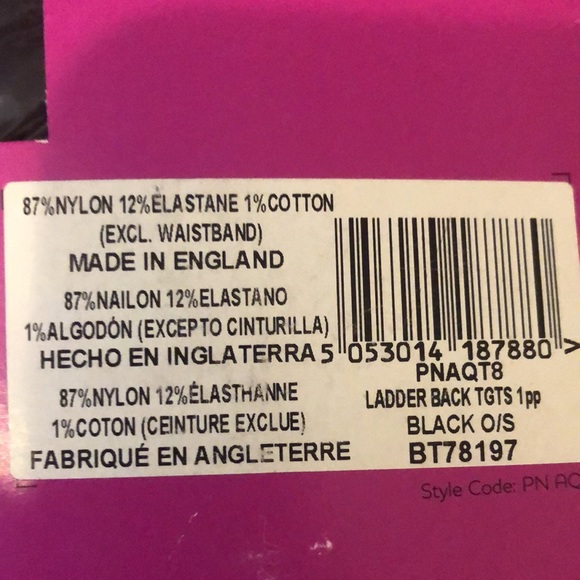 87%NYLON 12%ELASTANE 1%COTTON
(EXCL. WAISTBAND)
MADE IN ENGLAND
87%NAILON 12%ELASTANO
1%ALGODÓN (EXCEPTO CINTURILLA)
HECHO EN INGLATERRA
87%NYLON 12%ÉLASTHANNE
1%COTON (CEINTURE EXCLUE)
FABRIQUÉ EN ANGLETERRE
5 053014 187880 >
PNAQT8
LADDER BACK TGTS 1pp
BLACK O/S
BT78197
Style Code: PN AQ